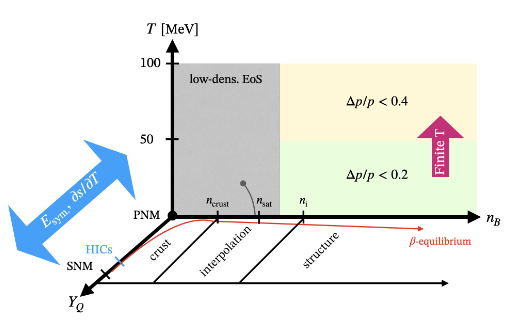 T [MeV]
100
low-dens. EoS
Δp/p < 0.4
50
Finite T
Δp/p < 0.2
E_sym, ∂s/∂T
PNM
n_crust
n_sat
n_i
n_B
HICs
SNM
crust
interpolation
structure
β-equilibrium
Y_Q